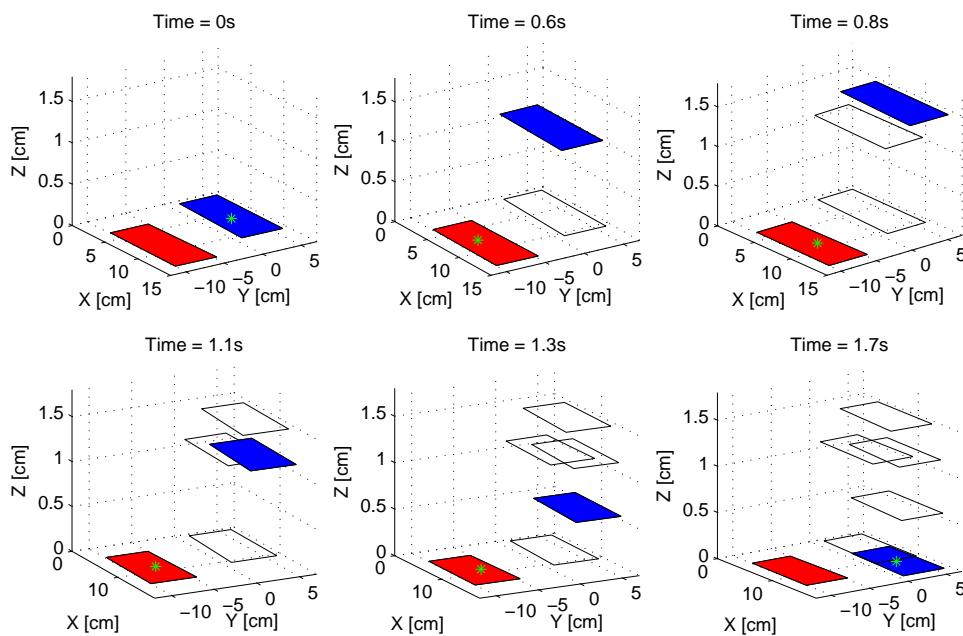 Time = 0s
Time = 0.6s
Time = 0.8s
1.5
1
0.5
0
Z [cm]
0
5
10
15
X [cm]
−10
−5
0
5
Y [cm]
1.5
1
0.5
0
Z [cm]
0
5
10
15
X [cm]
−10
−5
0
5
Y [cm]
1.5
1
0.5
0
Z [cm]
0
5
10
15
X [cm]
−10
−5
0
5
Y [cm]
Time = 1.1s
Time = 1.3s
Time = 1.7s
1.5
1
0.5
0
Z [cm]
0
10
X [cm]
−10
−5
0
5
Y [cm]
1.5
1
0.5
0
Z [cm]
0
10
X [cm]
−10
−5
0
5
Y [cm]
1.5
1
0.5
0
Z [cm]
0
10
X [cm]
−10
−5
0
5
Y [cm]